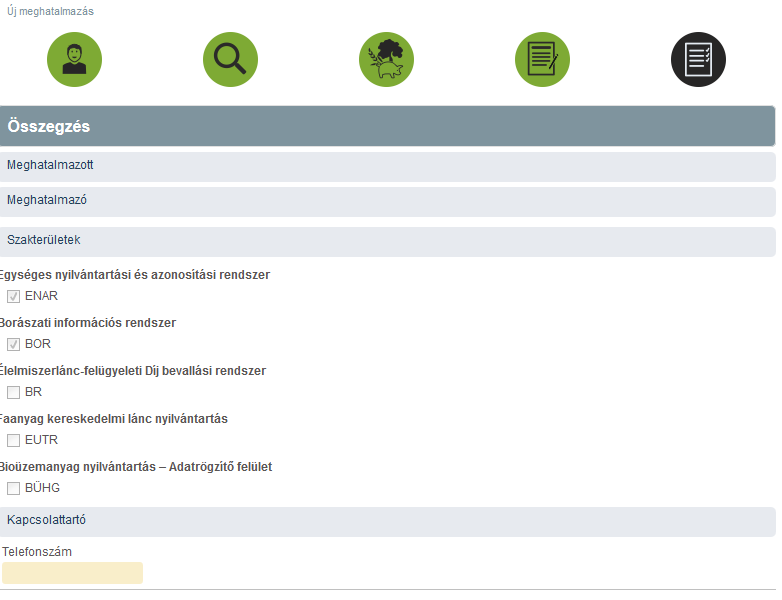 Új meghatalmazás
Összegzés
Meghatalmazott
Meghatalmazó
Szakterületek
Egységes nyilvántartási és azonosítási rendszer
ENAR
Borászati információs rendszer
BOR
Élelmiszerlánc-felügyeleti Díj bevallási rendszer
BR
Faanyag kereskedelmi lánc nyilvántartás
EUTR
Bioüzemanyag nyilvántartás – Adatrögzítő felület
BÜHG
Kapcsolattartó
Telefonszám